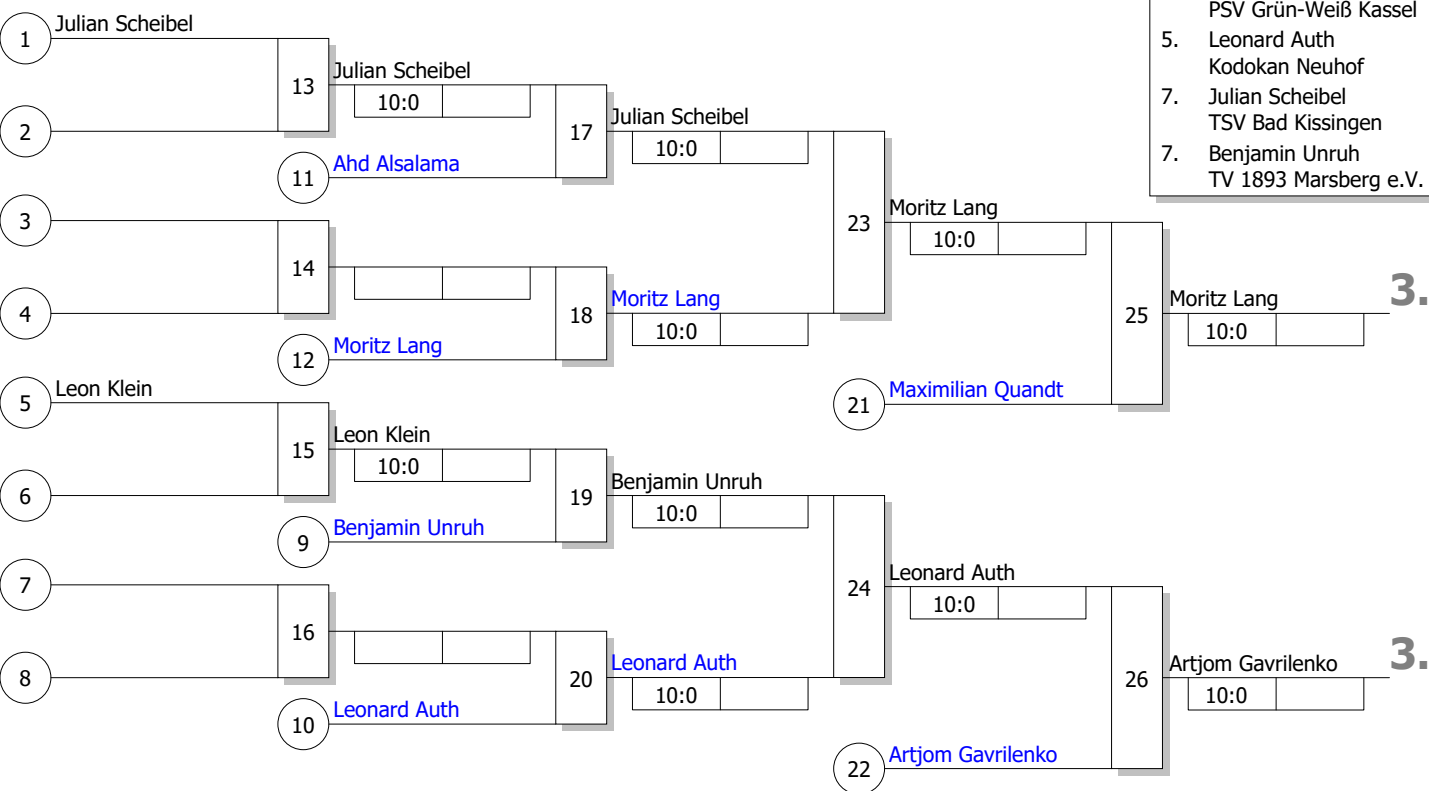 PSV Grün-Weiß Kassel
5. Leonard Auth
Kodokan Neuhof
7. Julian Scheibel
TSV Bad Kissingen
7. Benjamin Unruh
TV 1893 Marsberg e.V.
1 Julian Scheibel
13 Julian Scheibel
10:0
2
17 Julian Scheibel
10:0
11 Ahd Alsalama
3
23 Moritz Lang
10:0
14
4
18 Moritz Lang
10:0
12 Moritz Lang
25 Moritz Lang 3.
10:0
5 Leon Klein
21 Maximilian Quandt
15 Leon Klein
10:0
6
19 Benjamin Unruh
10:0
9 Benjamin Unruh
7
24 Leonard Auth
10:0
16
8
20 Leonard Auth
10:0
10 Leonard Auth
26 Artjom Gavrilenko 3.
10:0
22 Artjom Gavrilenko